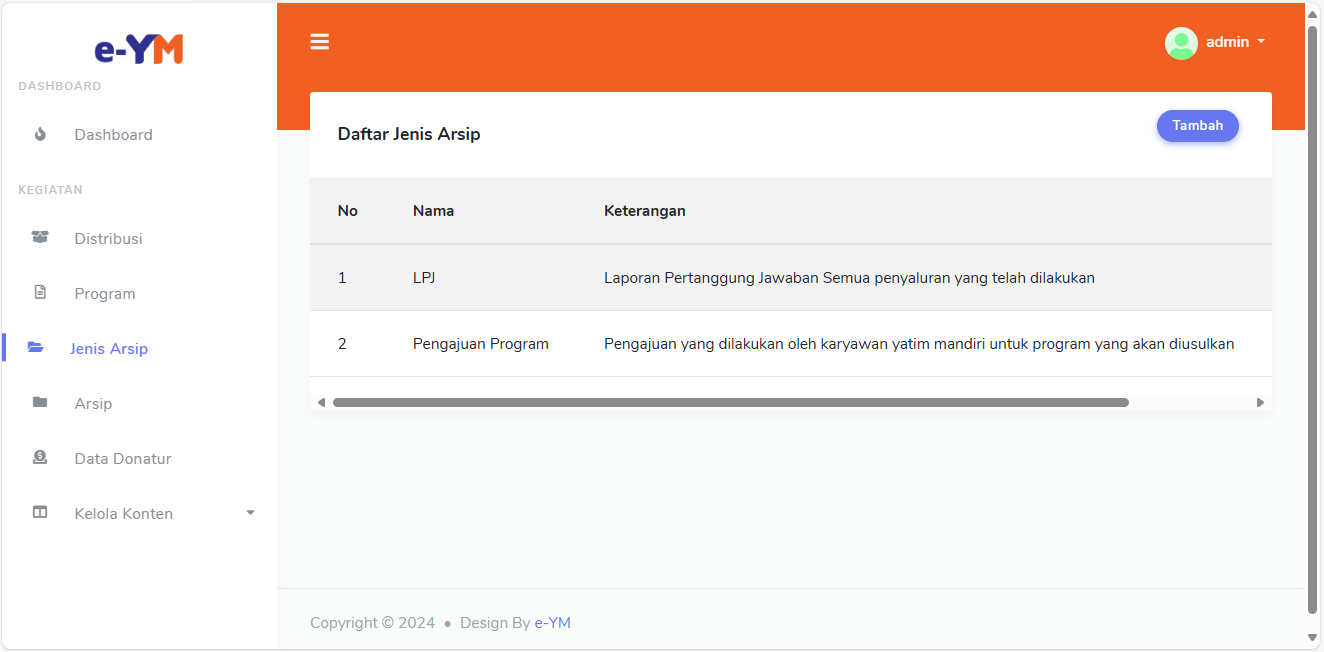 e-YM
DASHBOARD
Dashboard
KEGIATAN
Distribusi
Program
Jenis Arsip
Arsip
Data Donatur
Kelola Konten
admin
Daftar Jenis Arsip
Tambah
No Nama Keterangan
1 LPJ Laporan Pertanggung Jawaban Semua penyaluran yang telah dilakukan
2 Pengajuan Program Pengajuan yang dilakukan oleh karyawan yatim mandiri untuk program yang akan diusulkan
Copyright © 2024 • Design By e-YM